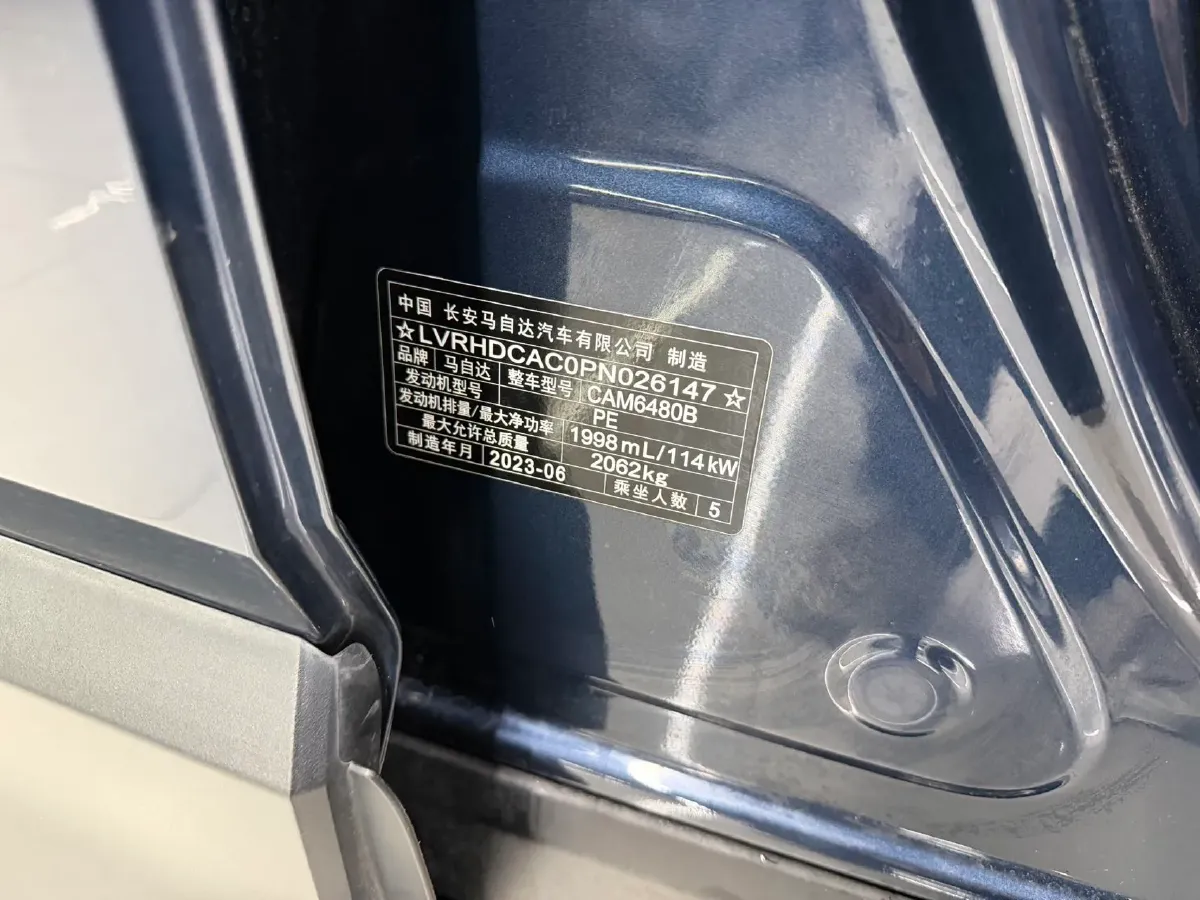 中国 长安马自达汽车有限公司 制造
☆LVRHDCAC0PN026147☆
品牌 马自达 整车型号 CAM6480B
发动机型号 PE
发动机排量/最大净功率 1998mL/114kW
最大允许总质量 2062kg
制造年月 2023-06 乘坐人数 5